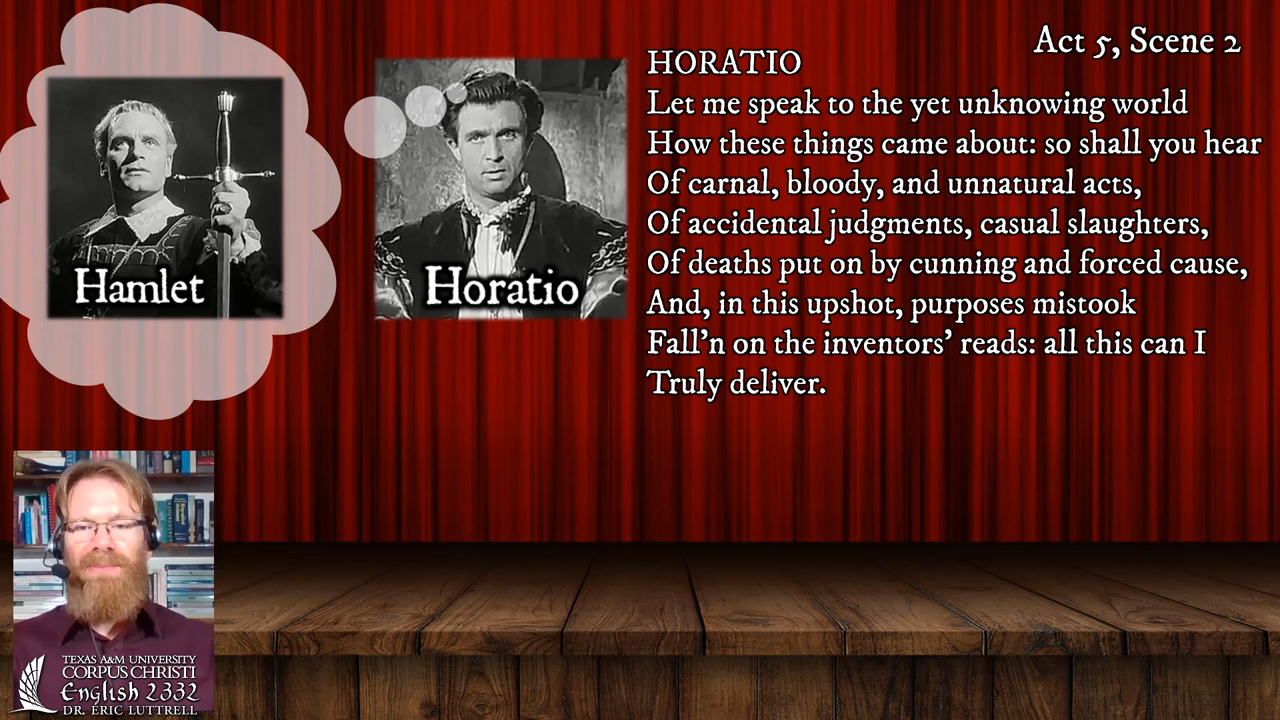 Act 5, Scene 2
HORATIO
Let me speak to the yet unknowing world
How these things came about: so shall you hear
Of carnal, bloody, and unnatural acts,
Of accidental judgments, casual slaughters,
Of deaths put on by cunning and forced cause,
And, in this upshot, purposes mistook
Fall'n on the inventors' reads: all this can I
Truly deliver.
Hamlet
Horatio
TEXAS A&M UNIVERSITY
CORPUS CHRISTI
English 2332
DR. ERIC LUTTRELL